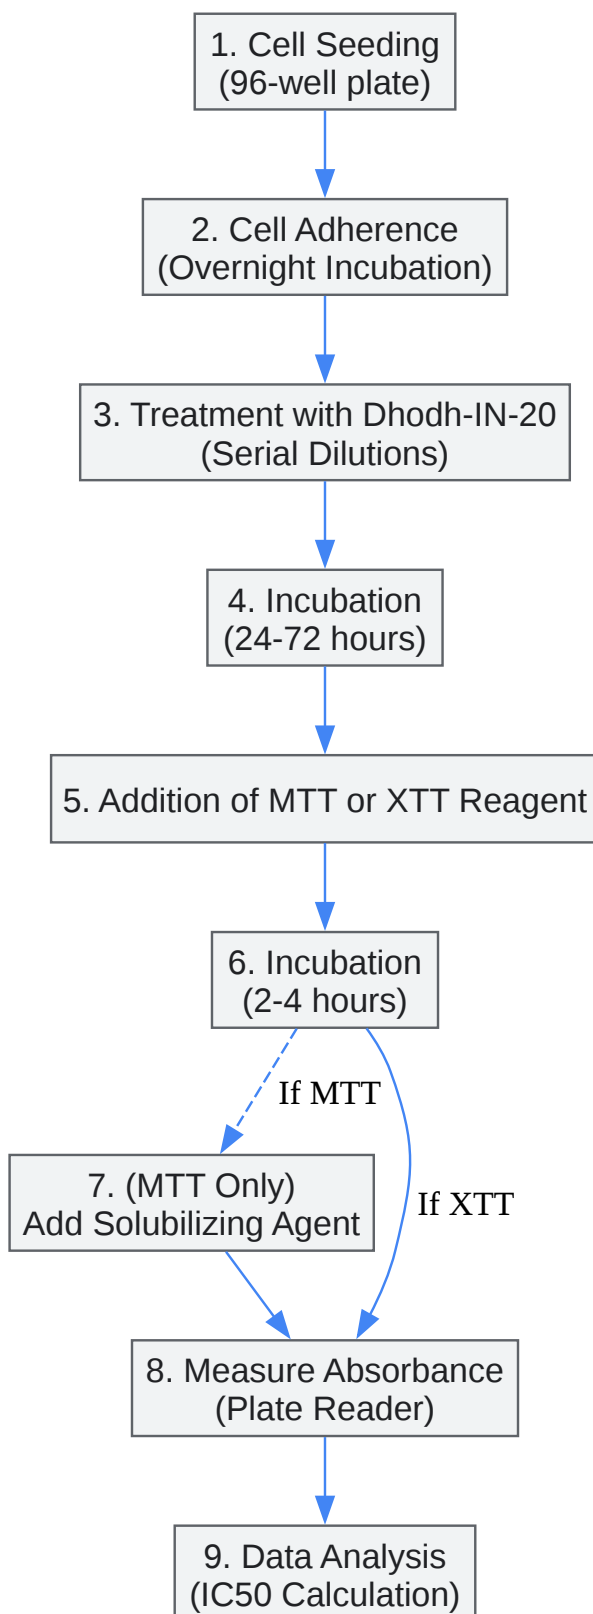 1. Cell Seeding
(96-well plate)
2. Cell Adherence
(Overnight Incubation)
3. Treatment with Dhodh-IN-20
(Serial Dilutions)
4. Incubation
(24-72 hours)
5. Addition of MTT or XTT Reagent
6. Incubation
(2-4 hours)
If MTT
7. (MTT Only)
Add Solubilizing Agent
If XTT
8. Measure Absorbance
(Plate Reader)
9. Data Analysis
(IC50 Calculation)